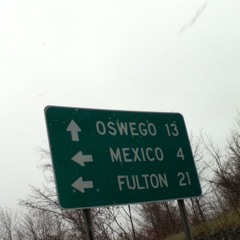 ↑ OSWEGO 13
← MEXICO 4
← FULTON 21